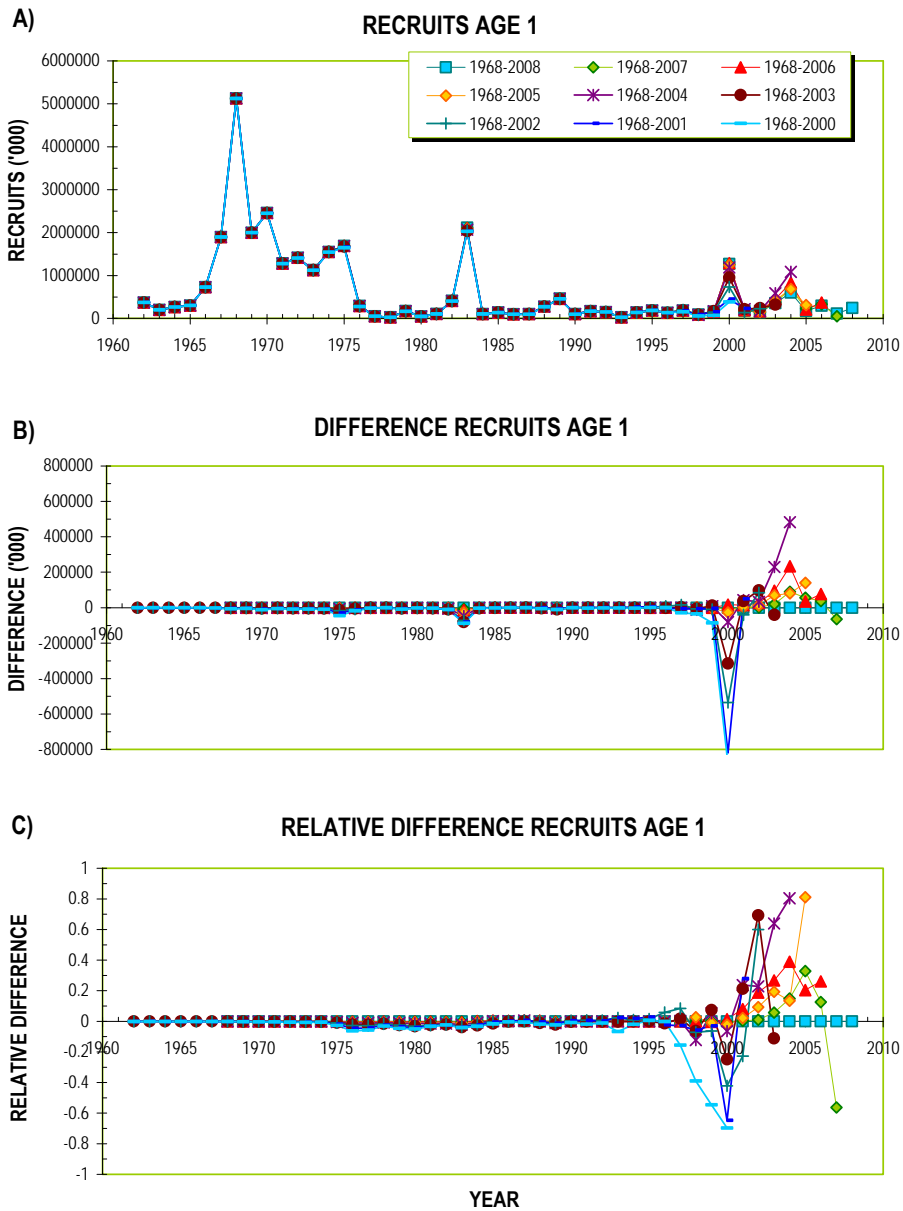 A)
RECRUITS AGE 1
RECRUITS ('000)
6000000
5000000
4000000
3000000
2000000
1000000
0
1968-2008
1968-2007
1968-2006
1968-2005
1968-2004
1968-2003
1968-2002
1968-2001
1968-2000
1960 1965 1970 1975 1980 1985 1990 1995 2000 2005 2010
B)
DIFFERENCE RECRUITS AGE 1
DIFFERENCE ('000)
800000
600000
400000
200000
0
-200000
-400000
-600000
-800000
1960 1965 1970 1975 1980 1985 1990 1995 2000 2005 2010
C)
RELATIVE DIFFERENCE RECRUITS AGE 1
RELATIVE DIFFERENCE
1
0.8
0.6
0.4
0.2
0
-0.2
-0.4
-0.6
-0.8
-1
1960 1965 1970 1975 1980 1985 1990 1995 2000 2005 2010
YEAR